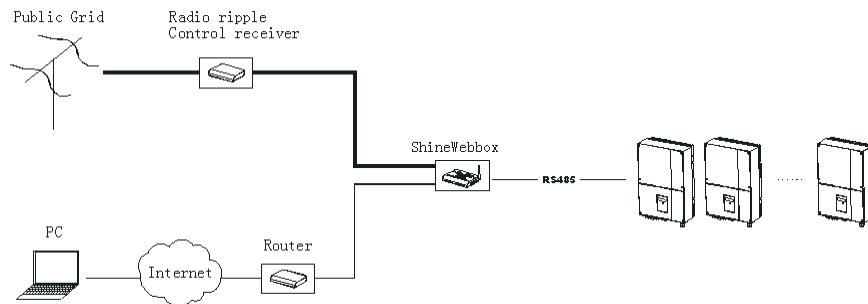 Public Grid
Radio ripple
Control receiver
ShineWebbox
RS485
PC
Internet
Router